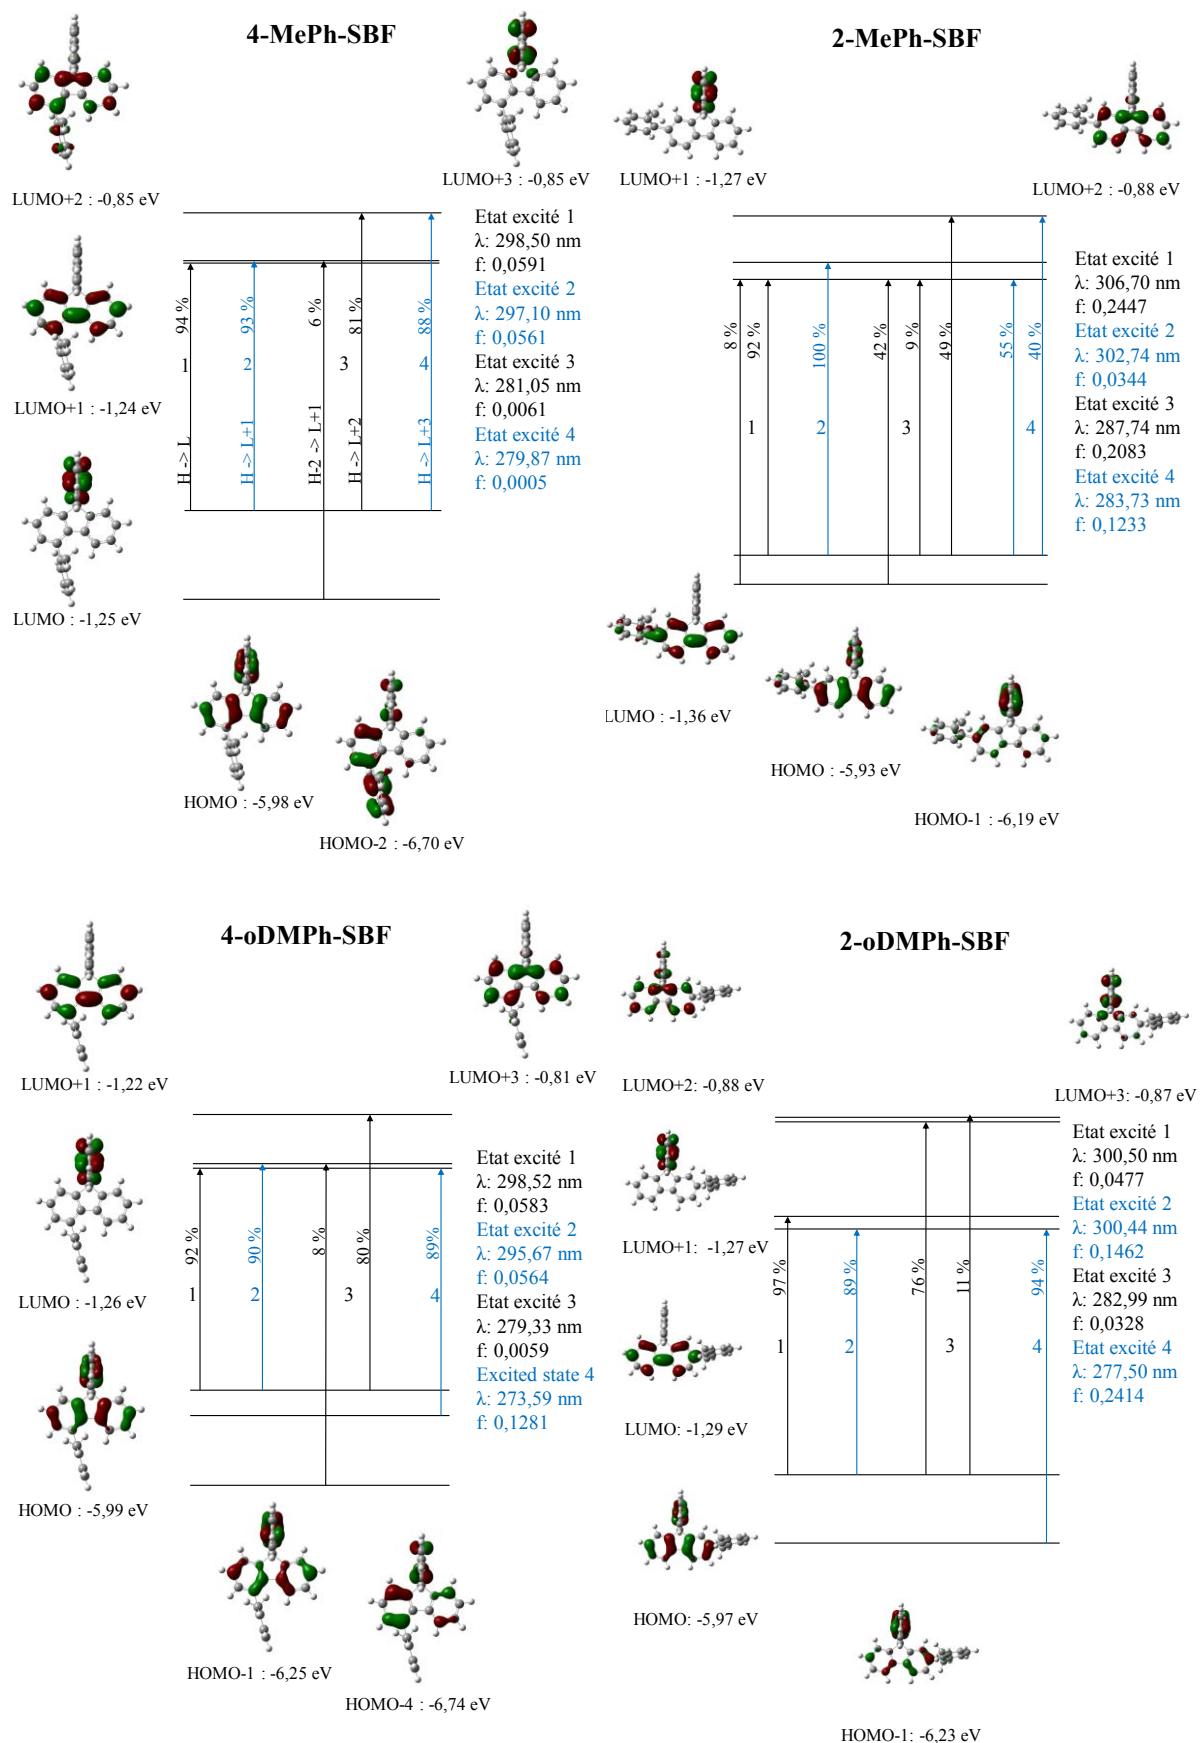 4-MePh-SBF
LUMO+2 : -0,85 eV
LUMO+3 : -0,85 eV
LUMO+1 : -1,24 eV
LUMO : -1,25 eV
94 %
93 %
6 %
81 %
88 %
1
2
3
4
H -> L
H -> L+1
H-2 -> L+1
H -> L+2
H -> L+3
Etat excité 1
λ: 298,50 nm
f: 0,0591
Etat excité 2
λ: 297,10 nm
f: 0,0561
Etat excité 3
λ: 281,05 nm
f: 0,0061
Etat excité 4
λ: 279,87 nm
f: 0,0005
HOMO : -5,98 eV
HOMO-2 : -6,70 eV
2-MePh-SBF
LUMO+1 : -1,27 eV
LUMO+2 : -0,88 eV
8 %
92 %
100 %
42 %
9 %
49 %
55 %
40 %
1
2
3
4
Etat excité 1
λ: 306,70 nm
f: 0,2447
Etat excité 2
λ: 302,74 nm
f: 0,0344
Etat excité 3
λ: 287,74 nm
f: 0,2083
Etat excité 4
λ: 283,73 nm
f: 0,1233
LUMO : -1,36 eV
HOMO : -5,93 eV
HOMO-1 : -6,19 eV
4-oDMPh-SBF
LUMO+1 : -1,22 eV
LUMO+3 : -0,81 eV
LUMO : -1,26 eV
HOMO : -5,99 eV
92 %
90 %
8 %
80 %
89%
1
2
3
4
Etat excité 1
λ: 298,52 nm
f: 0,0583
Etat excité 2
λ: 295,67 nm
f: 0,0564
Etat excité 3
λ: 279,33 nm
f: 0,0059
Excited state 4
λ: 273,59 nm
f: 0,1281
HOMO-1 : -6,25 eV
HOMO-4 : -6,74 eV
2-oDMPh-SBF
LUMO+2: -0,88 eV
LUMO+3: -0,87 eV
LUMO+1: -1,27 eV
LUMO: -1,29 eV
97 %
89 %
76 %
11 %
94 %
1
2
3
4
Etat excité 1
λ: 300,50 nm
f: 0,0477
Etat excité 2
λ: 300,44 nm
f: 0,1462
Etat excité 3
λ: 282,99 nm
f: 0,0328
Etat excité 4
λ: 277,50 nm
f: 0,2414
HOMO: -5,97 eV
HOMO-1: -6,23 eV